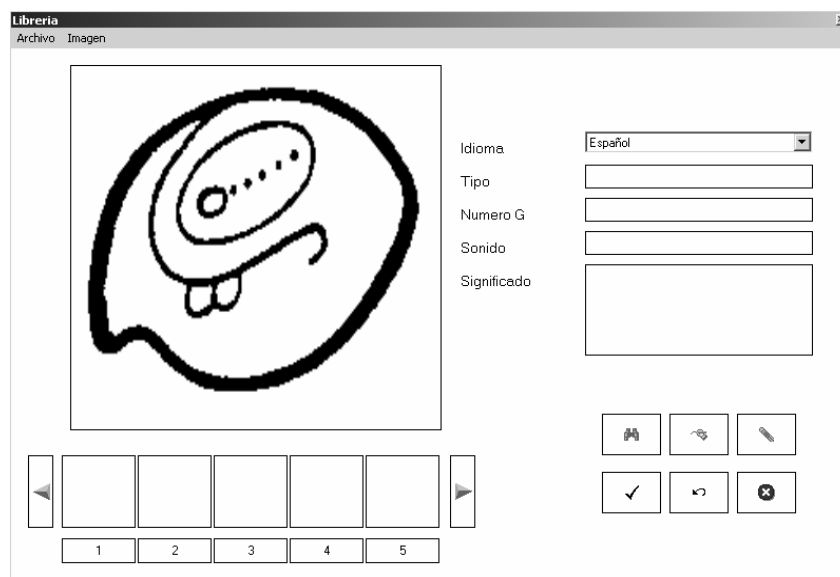 Libreria
Archivo Imagen
Idioma
Español
Tipo
Numero G
Sonido
Significado
1 2 3 4 5